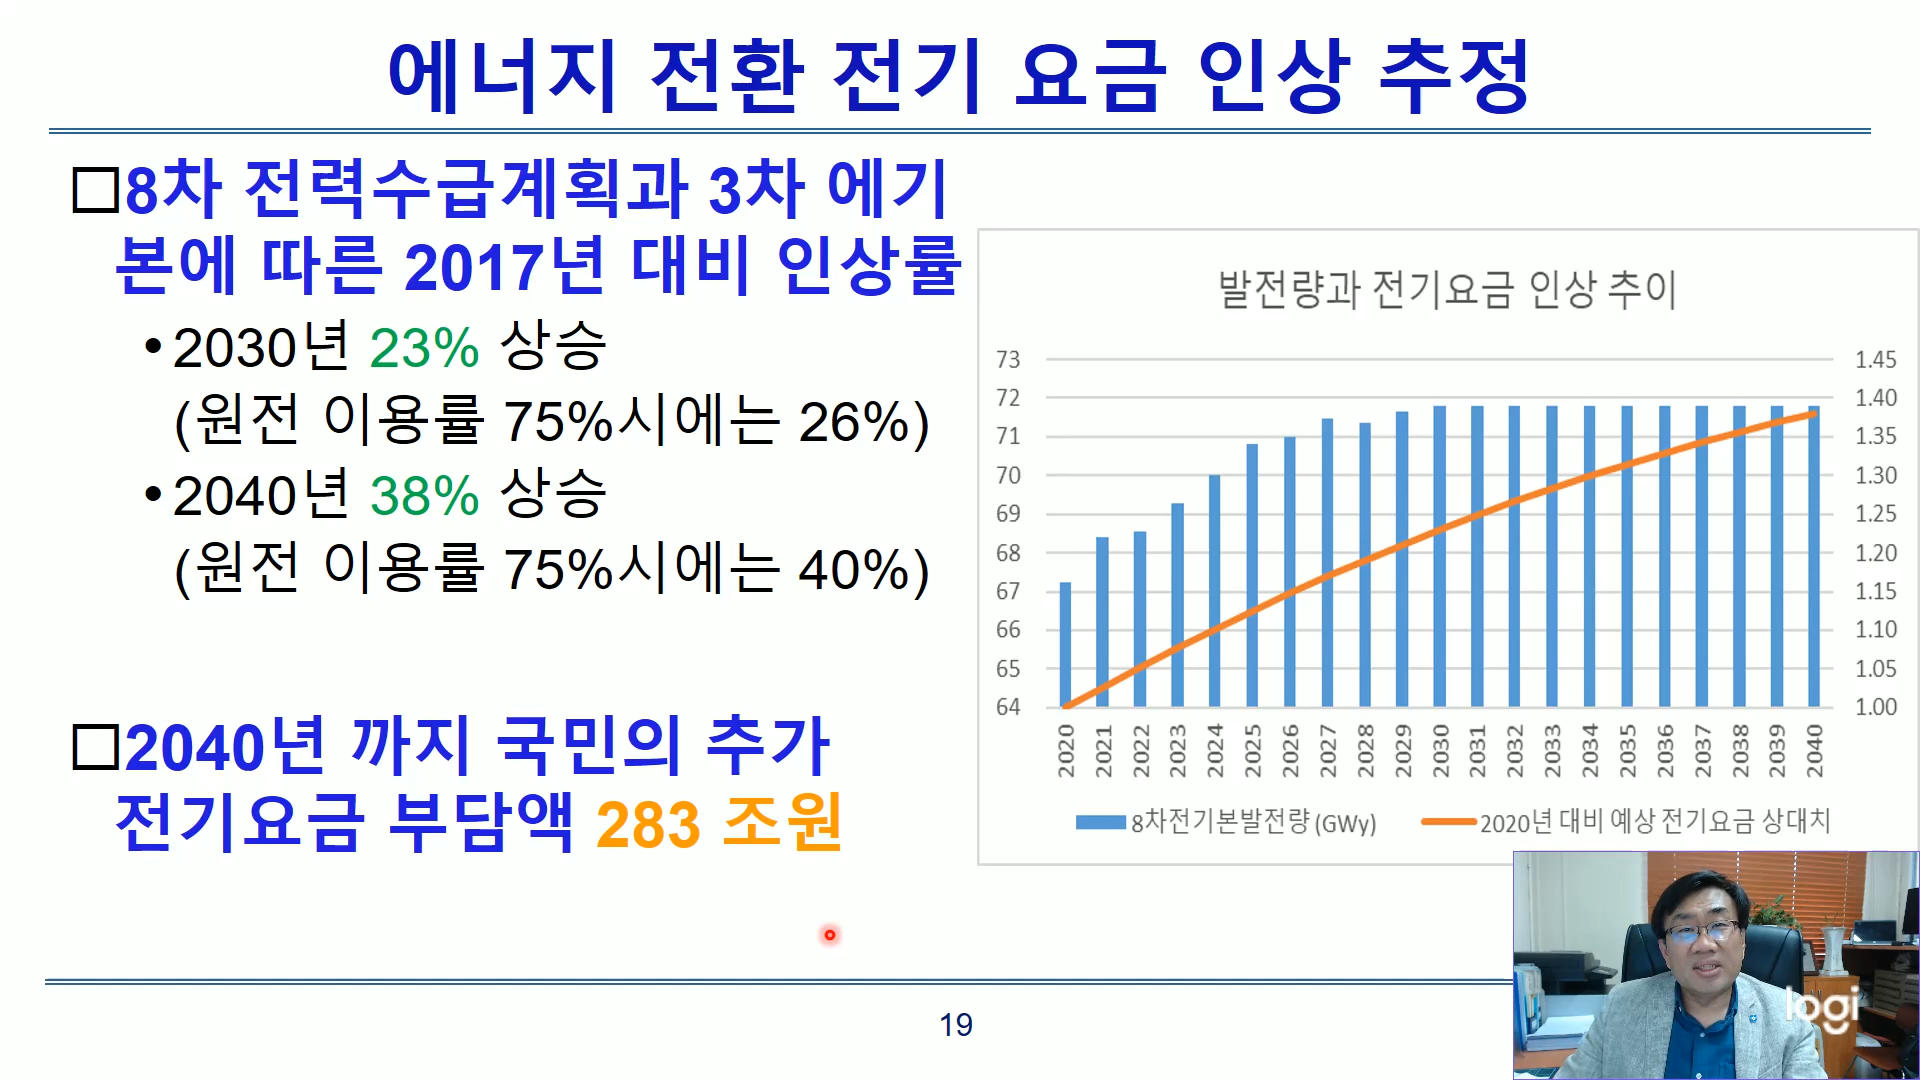 에너지 전환 전기 요금 인상 추정
□8차 전력수급계획과 3차 에기
본에 따른 2017년 대비 인상률
•2030년 23% 상승
(원전 이용률 75%시에는 26%)
•2040년 38% 상승
(원전 이용률 75%시에는 40%)
□2040년 까지 국민의 추가
전기요금 부담액 283 조원
발전량과 전기요금 인상 추이
73 1.45
72 1.40
71 1.35
70 1.30
69 1.25
68 1.20
67 1.15
66 1.10
65 1.05
64 1.00
2020 2021 2022 2023 2024 2025 2026 2027 2028 2029 2030 2031 2032 2033 2034 2035 2036 2037 2038 2039 2040
8차전기본발전량(GWy) 2020년 대비 예상 전기요금 상대치
logi
19